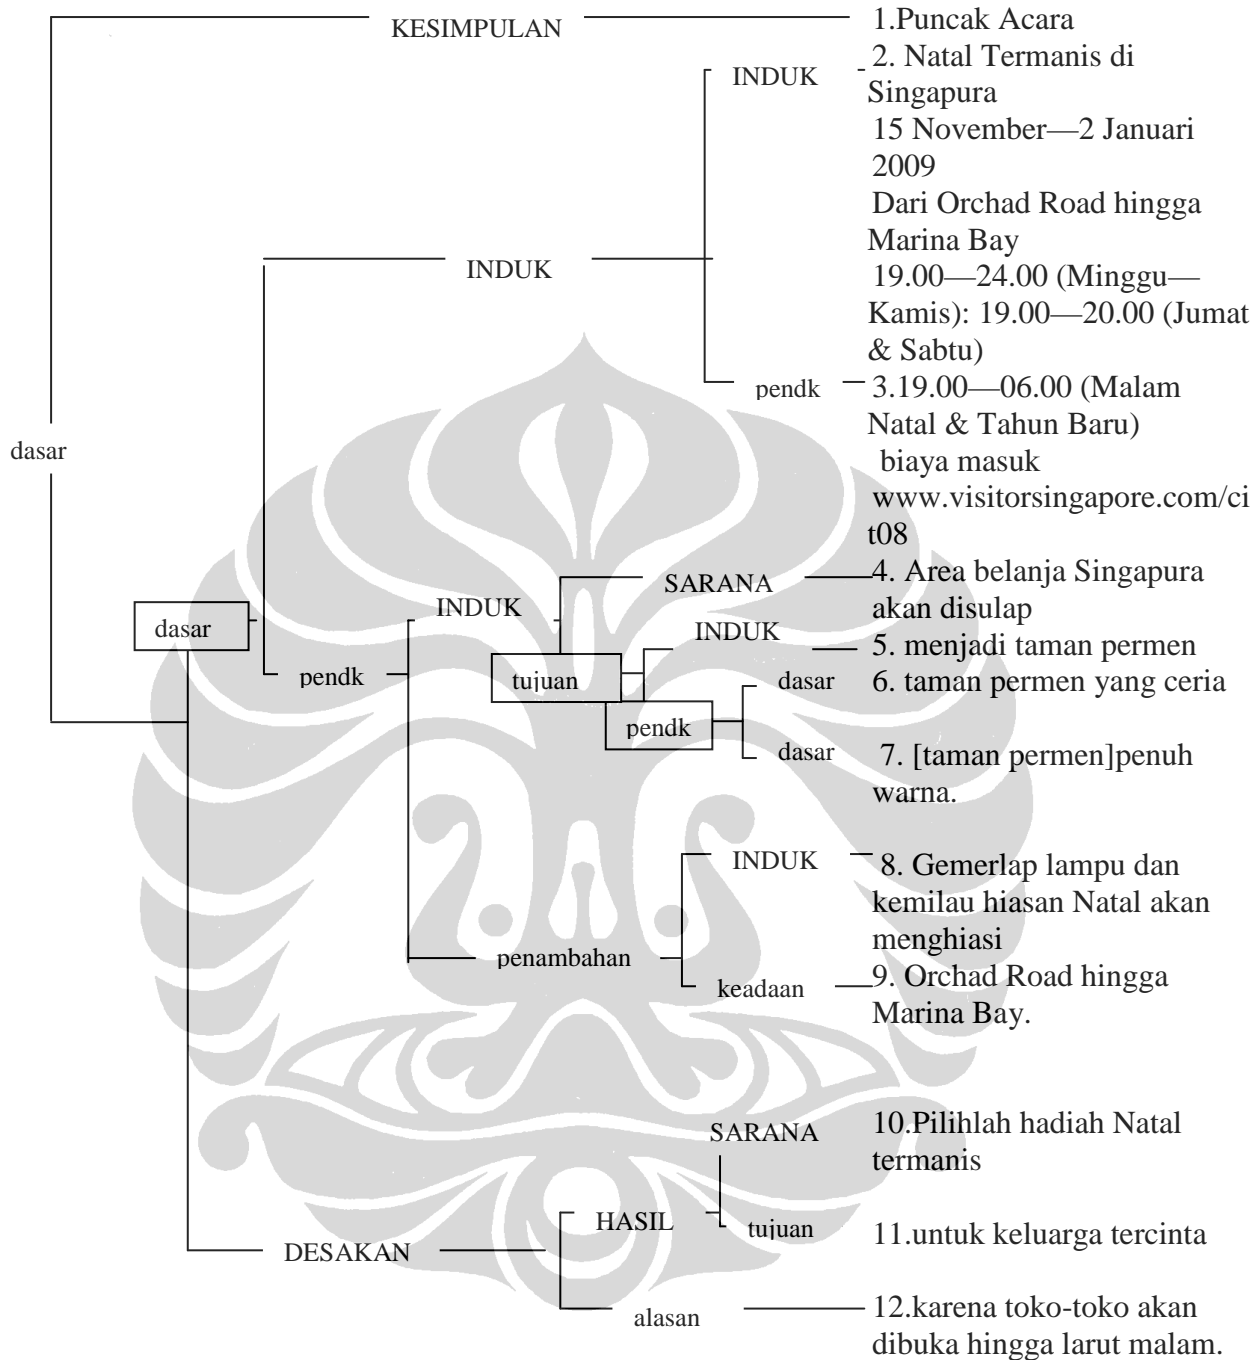 KESIMPULAN
1.Puncak Acara
INDUK
2. Natal Termanis di
Singapura
15 November—2 Januari
2009
Dari Orchad Road hingga
Marina Bay
INDUK
19.00—24.00 (Minggu—
Kamis): 19.00—20.00 (Jumat
& Sabtu)
pendk
3.19.00—06.00 (Malam
Natal & Tahun Baru)
dasar
biaya masuk
www.visitorsingapore.com/ci
t08
SARANA
4. Area belanja Singapura
akan disulap
INDUK
dasar
INDUK
5. menjadi taman permen
pendk
tujuan
dasar
6. taman permen yang ceria
pendk
dasar
7. [taman permen]penuh
warna.
INDUK
8. Gemerlap lampu dan
kemilau hiasan Natal akan
menghiasi
penambahan
keadaan
9. Orchad Road hingga
Marina Bay.
SARANA
10.Pilihlah hadiah Natal
termanis
HASIL
tujuan
11.untuk keluarga tercinta
DESAKAN
alasan
12.karena toko-toko akan
dibuka hingga larut malam.